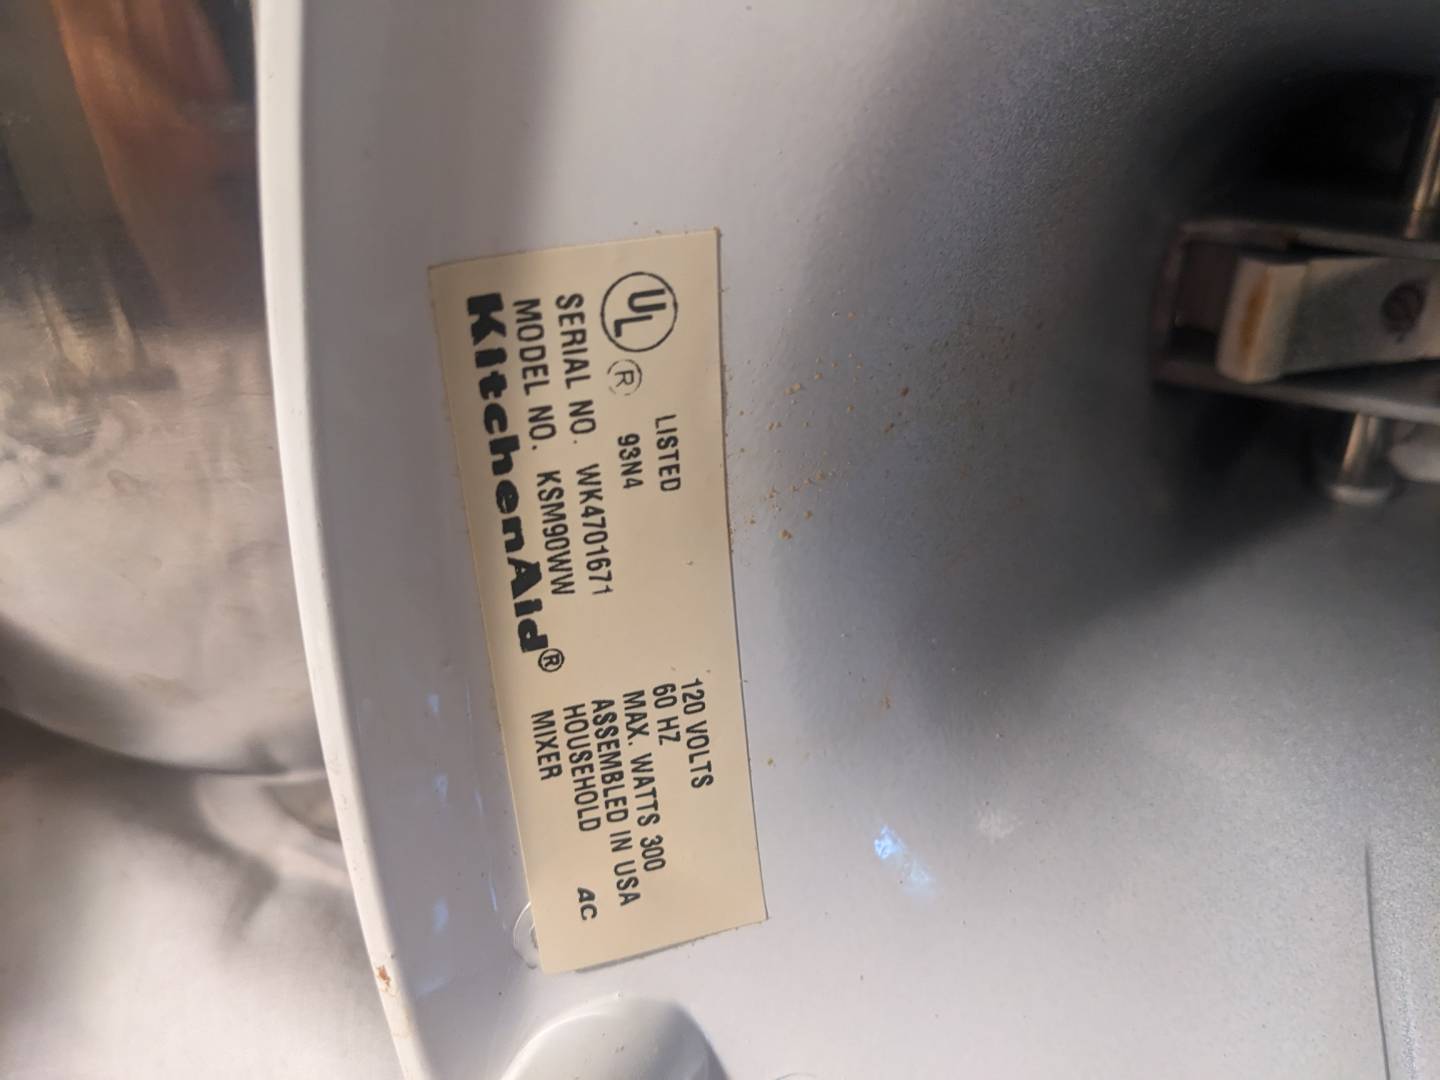 UL ® LISTED
93N4
SERIAL NO. WK4701671
MODEL NO. KSM90WW
KitchenAid®
120 VOLTS
60 HZ
MAX. WATTS 300
ASSEMBLED IN USA
HOUSEHOLD
MIXER
4C